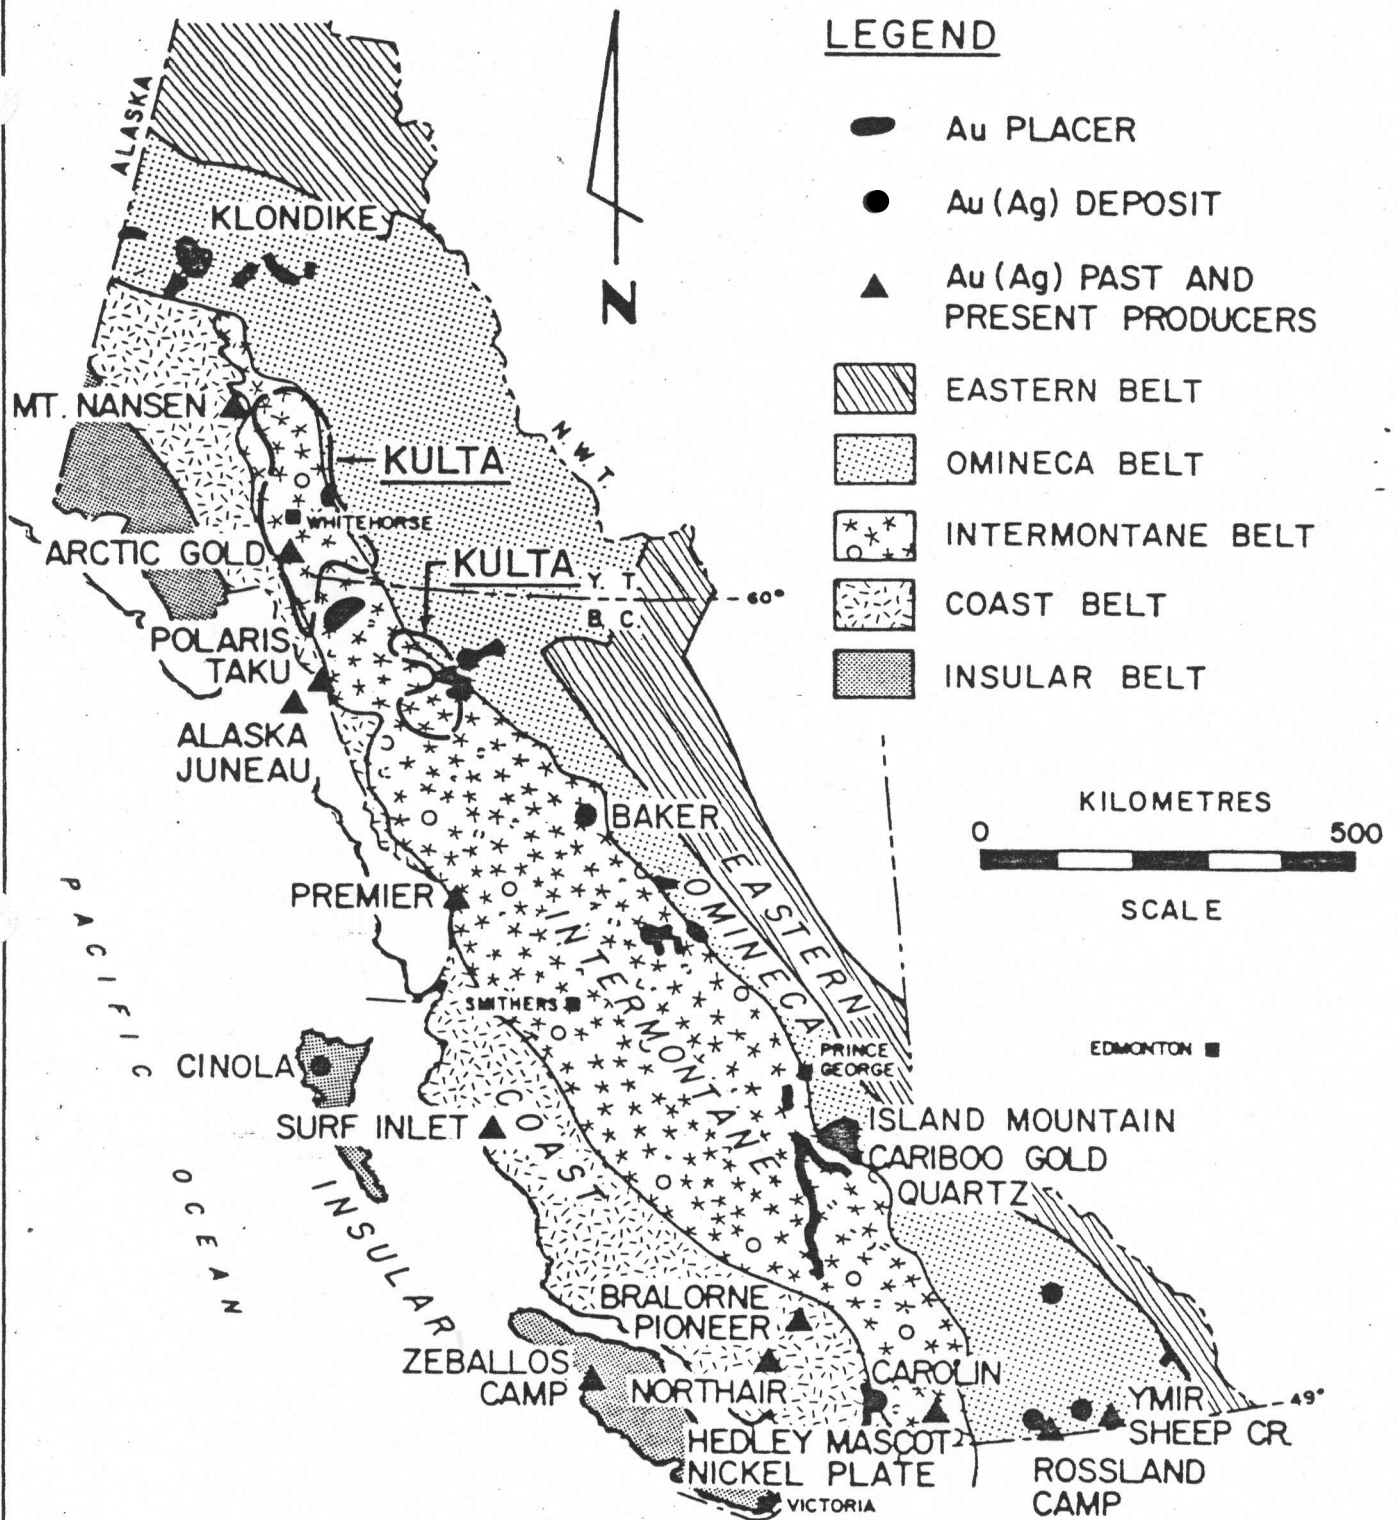 LEGEND
Au PLACER
Au (Ag) DEPOSIT
Au (Ag) PAST AND
PRESENT PRODUCERS
EASTERN BELT
OMINECA BELT
INTERMONTANE BELT
COAST BELT
INSULAR BELT
KILOMETRES
0 500
SCALE
N
ALASKA
KLONDIKE
MT. NANSEN
KULTA
NWT
WHITEHORSE
ARCTIC GOLD
KULTA
Y. T.
B. C.
60°
POLARIS
TAKU
ALASKA
JUNEAU
BAKER
PREMIER
EASTERN
OMINECA
INTERMONTANE
SMITHERS
PACIFIC
OCEAN
CINOLA
COAST
PRINCE
GEORGE
EDMONTON
SURF INLET
ISLAND MOUNTAIN
CARIBOO GOLD
QUARTZ
INSULAR
BRALORNE
PIONEER
ZEBALLOS
CAMP
NORTHAIR
CAROLIN
HEDLEY MASCOT
NICKEL PLATE
YMIR
SHEEP CR.
49°
ROSSLAND
CAMP
VICTORIA